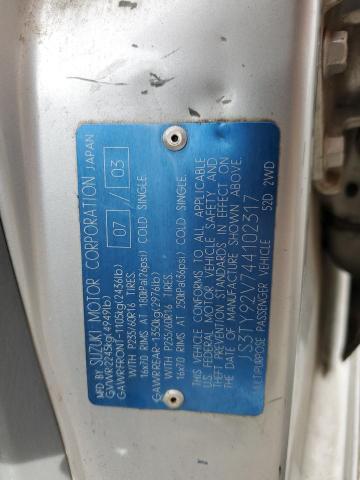 MFD BY SUZUKI MOTOR CORPORATION JAPAN
GVWR-2245kg(4949lb) 07 / 03
GAWRFRONT-1105kg(2436lb)
WITH P235/60R16 TIRES.
16x7.0 RIMS AT 180kPa(26psi) COLD SINGLE.
GAWRREAR-1350kg(2976lb)
WITH P235/60R16 TIRES.
16x7.0 RIMS AT 250kPa(36psi) COLD SINGLE.
THIS VEHICLE CONFORMS TO ALL APPLICABLE
U.S. FEDERAL MOTOR VEHICLE SAFETY AND
THEFT PREVENTION STANDARDS IN EFFECT ON
THE DATE OF MANUFACTURE SHOWN ABOVE.
JS3TY92V744102317
MULTIPURPOSE PASSENGER VEHICLE S2D 2WD